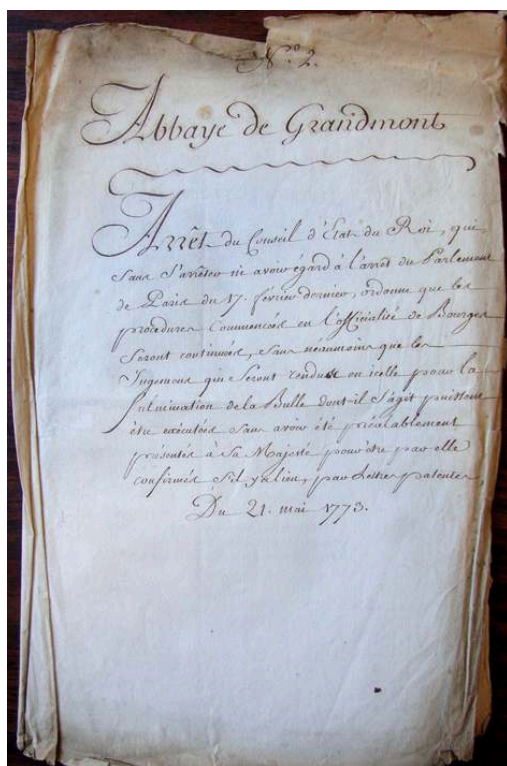 N.º 2.
Abbaye de Grandmont
Arrêt du Conseil d'Etat du Roi, qui
sans s'arrêter ni avoir égard à l'arrêt du Parlement
de Paris du 17. février dernier, ordonne que les
procédures commencées en l'officialité de Bourges
seront continuées, sans néanmoins que les
Jugemens qui seront rendus en icelle pour la
fulmination de la Bulle dont-il s'agit puissent
être exécutés sans avoir été préalablement
présentés à Sa Majesté pour être par elle
confirmés s'il y a lieu, par Lettres patentes,
Du 21. mai 1773.